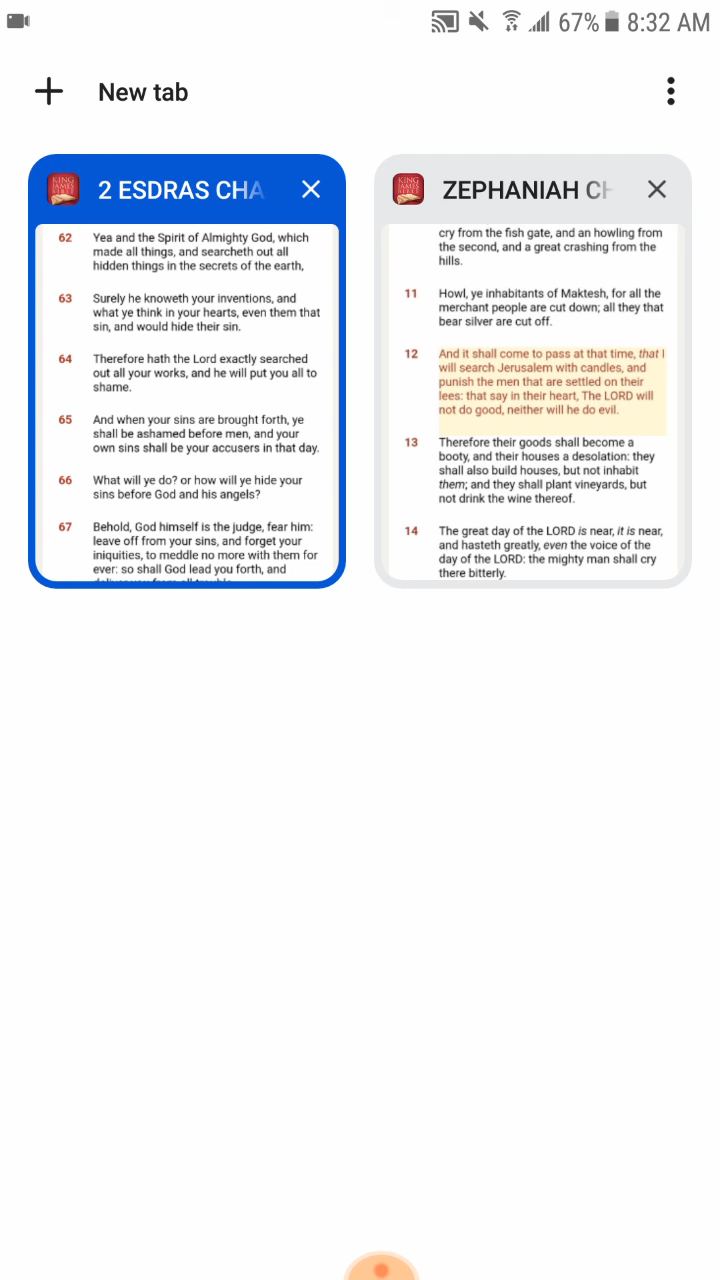 67% 8:32 AM
New tab
2 ESDRAS CHA
62 Yea and the Spirit of Almighty God, which
made all things, and searcheth out all
hidden things in the secrets of the earth,
63 Surely he knoweth your inventions, and
what ye think in your hearts, even them that
sin, and would hide their sin.
64 Therefore hath the Lord exactly searched
out all your works, and he will put you all to
shame.
65 And when your sins are brought forth, ye
shall be ashamed before men, and your
own sins shall be your accusers in that day.
66 What will ye do? or how will ye hide your
sins before God and his angels?
67 Behold, God himself is the judge, fear him:
leave off from your sins, and forget your
iniquities, to meddle no more with them for
ever: so shall God lead you forth, and
ZEPHANIAH CH
cry from the fish gate, and an howling from
the second, and a great crashing from the
hills.
11 Howl, ye inhabitants of Maktesh, for all the
merchant people are cut down; all they that
bear silver are cut off.
12 And it shall come to pass at that time, that I
will search Jerusalem with candles, and
punish the men that are settled on their
lees: that say in their heart, The LORD will
not do good, neither will he do evil.
13 Therefore their goods shall become a
booty, and their houses a desolation: they
shall also build houses, but not inhabit
them; and they shall plant vineyards, but
not drink the wine thereof.
14 The great day of the LORD is near, it is near,
and hasteth greatly, even the voice of the
day of the LORD: the mighty man shall cry
there bitterly.